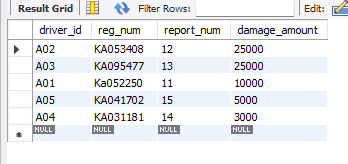 Result Grid Filter Rows: Edit:
driver_id reg_num report_num damage_amount
A02 KA053408 12 25000
A03 KA095477 13 25000
A01 Ka052250 11 10000
A05 KA041702 15 5000
A04 KA031181 14 3000
NULL NULL NULL NULL